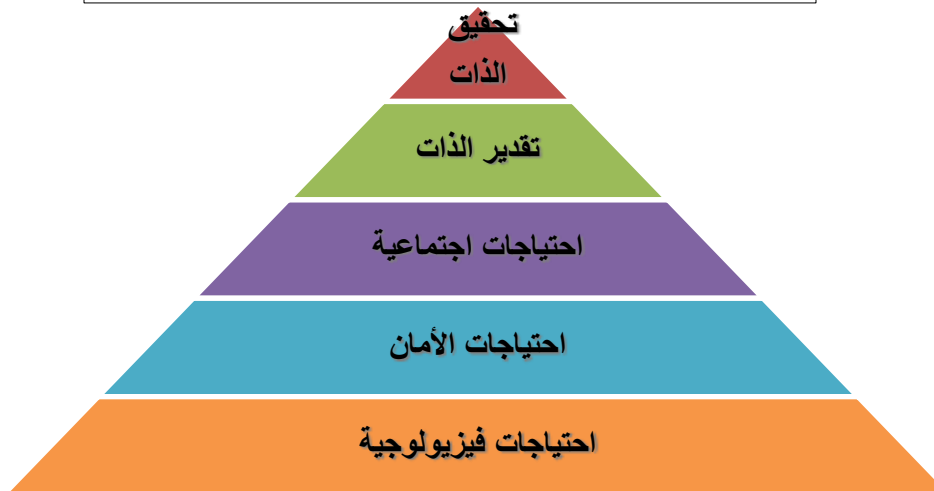 تحقيق
الذات
تقدير الذات
احتياجات اجتماعية
احتياجات الأمان
احتياجات فيزيولوجية